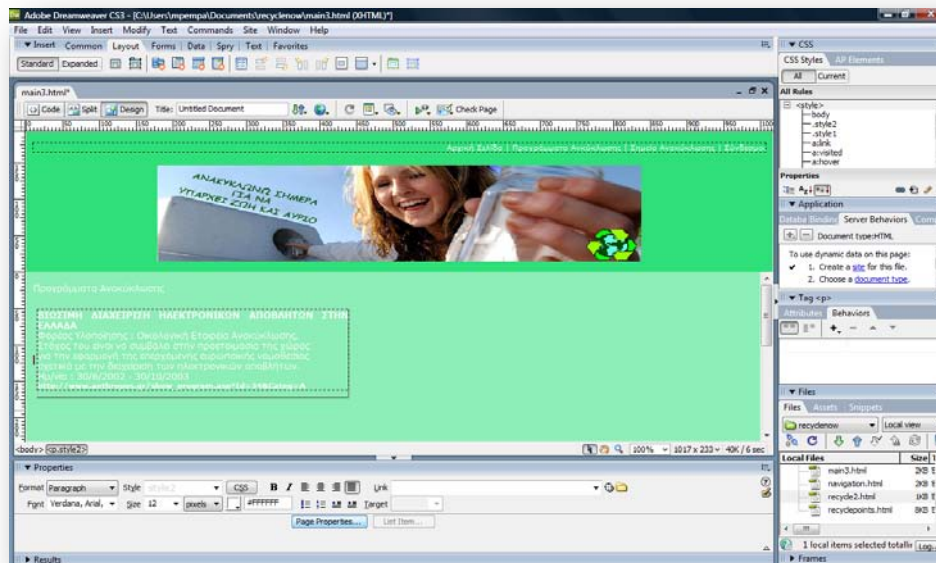 Adobe Dreamweaver CS3 - [C:\Users\mpempa\Documents\recyclenow\main3.html (XHTML)*]
File Edit View Insert Modify Text Commands Site Window Help
▼ Insert Common Layout Forms Data Spry Text Favorites
Standard Expanded
main3.html*
Code Split Design Title: Untitled Document Check Page
Αρχική Σελίδα | Προγράμματα Ανακύκλωσης | Σημεία Ανακύκλωσης | Σύνδεσμοι
ΑΝΑΚΥΚΛΩΝΩ ΣΗΜΕΡΑ
ΓΙΑ ΝΑ
ΥΠΑΡΧΕΙ ΖΩΗ ΚΑΙ ΑΥΡΙΟ
Προγράμματα Ανακύκλωσης
ΒΙΩΣΙΜΗ ΔΙΑΧΕΙΡΙΣΗ ΗΛΕΚΤΡΟΝΙΚΩΝ ΑΠΟΒΛΗΤΩΝ ΣΤΗΝ
ΕΛΛΑΔΑ
Φορέας Υλοποίησης : Οικολογική Εταιρεία Ανακύκλωσης.
Στόχος του είναι να συμβάλει στην προετοιμασία της χώρας
για την εφαρμογή της επερχόμενης ευρωπαϊκής νομοθεσίας
σχετικά με την διαχείριση των ηλεκτρονικών αποβλήτων.
30/6/2002 - 30/10/2003
<body> <p.style2> 100% 1017 x 233 40K / 6 sec
▼ Properties
Format Paragraph Style style2 CSS B I Link
Font Verdana, Arial, Size 12 pixels #FFFFFF Target
Page Properties... List Item...
▶ Results
▼ CSS
CSS Styles AP Elements
All Current
All Rules
<style>
body
.style2
.style1
a:link
a:visited
a:hover
Properties
▼ Application
Server Behaviors
Document type:HTML
To use dynamic data on this page:
1. Create a site for this file.
2. Choose a document type.
▼ Tag <p>
Attributes Behaviors
▼ Files
Files Assets Snippets
recyclenow Local view
Local Files Size
main3.html 2KB
navigation.html 2KB
recycle2.html 1KB
recyclepoints.html 8KB
1 local items selected Log...
▶ Frames